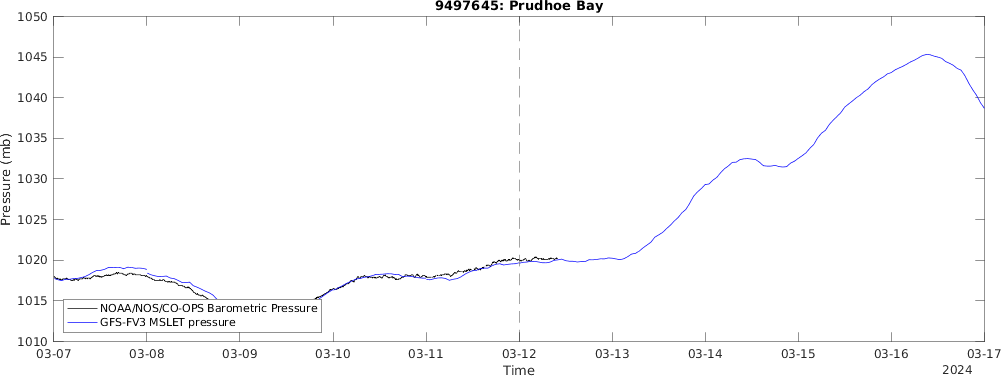 9497645: Prudhoe Bay
1050
1045
1040
1035
1030
1025
1020
1015
1010
Pressure (mb)
NOAA/NOS/CO-OPS Barometric Pressure
GFS-FV3 MSLET pressure
03-07 03-08 03-09 03-10 03-11 03-12 03-13 03-14 03-15 03-16 03-17
Time
2024